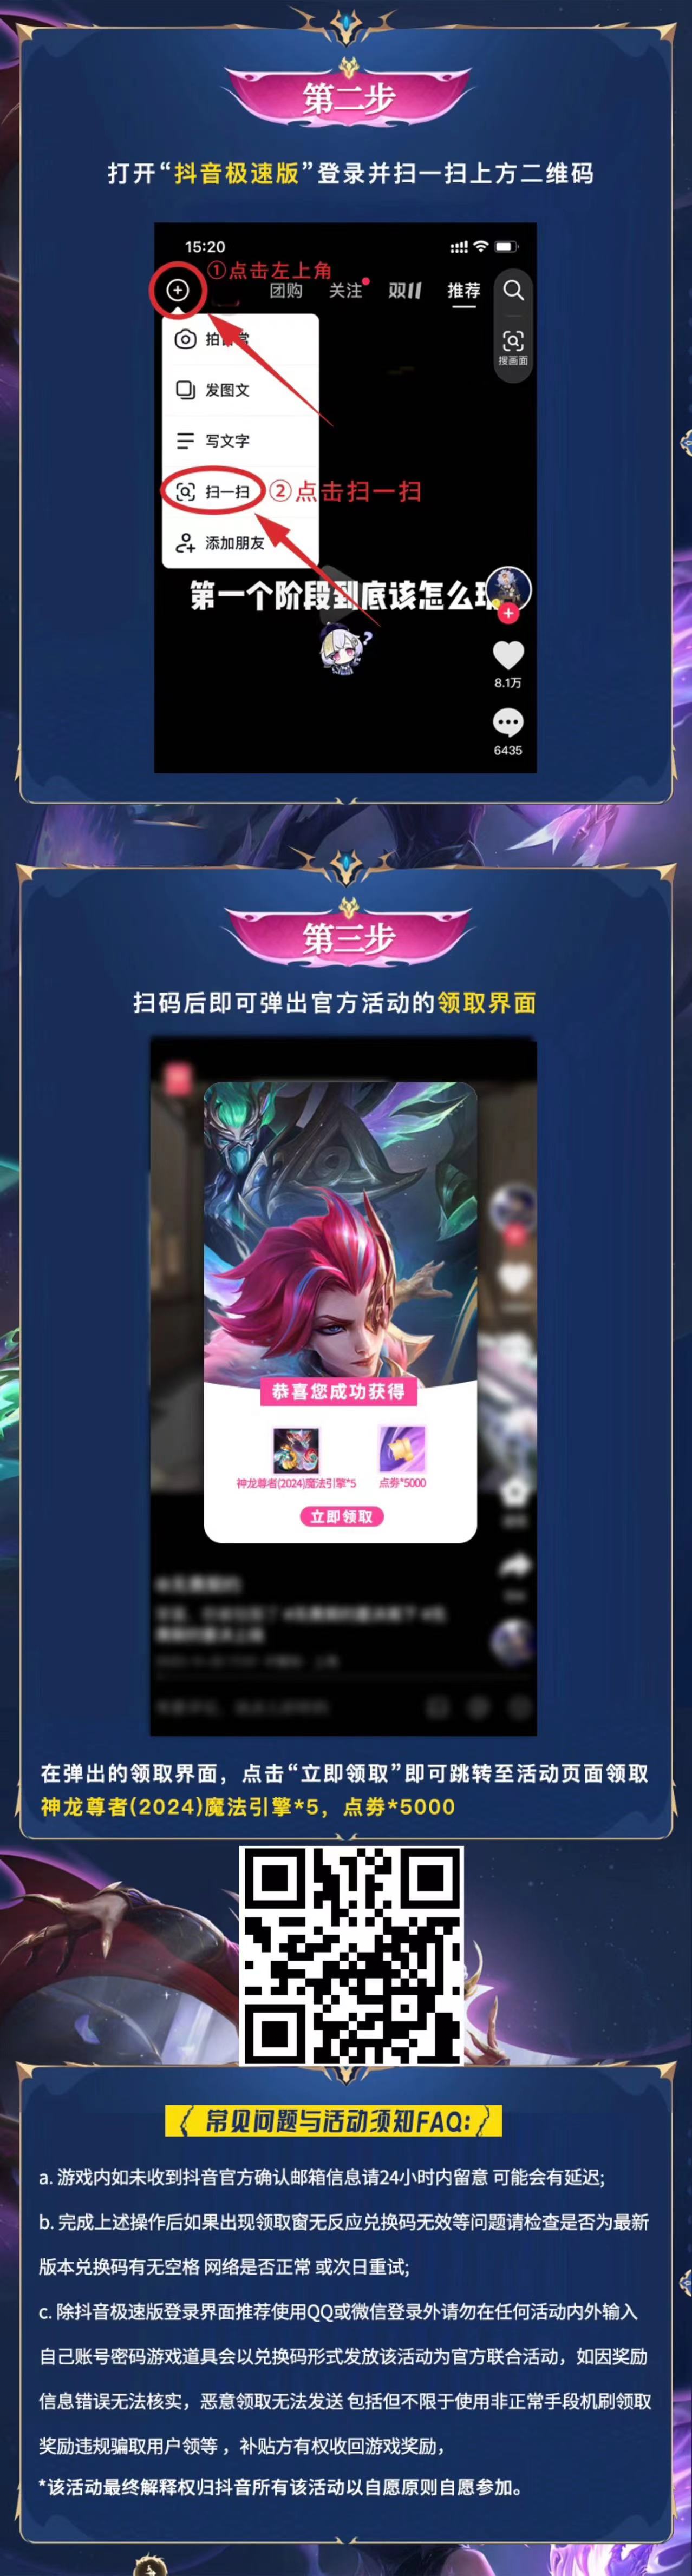 第二步
打开“抖音极速版”登录并扫一扫上方二维码
15:20
①点击左上角
团购 关注 双11 推荐
搜画面
发图文
写文字
扫一扫 ②点击扫一扫
添加朋友
第一个阶段到底该怎么
8.1万
6435
第三步
扫码后即可弹出官方活动的领取界面
恭喜您成功获得
神龙尊者(2024)魔法引擎*5 点券*5000
立即领取
在弹出的领取界面，点击“立即领取”即可跳转至活动页面领取
神龙尊者(2024)魔法引擎*5，点券*5000
常见问题与活动须知FAQ:
a. 游戏内如未收到抖音官方确认邮箱信息请24小时内留意 可能会有延迟;
b. 完成上述操作后如果出现领取窗无反应兑换码无效等问题请检查是否为最新
版本兑换码有无空格 网络是否正常 或次日重试;
c. 除抖音极速版登录界面推荐使用QQ或微信登录外请勿在任何活动内外输入
自己账号密码游戏道具会以兑换码形式发放该活动为官方联合活动，如因奖励
信息错误无法核实，恶意领取无法发送 包括但不限于使用非正常手段机刷领取
奖励违规骗取用户领等 ，补贴方有权收回游戏奖励，
*该活动最终解释权归抖音所有该活动以自愿原则自愿参加。